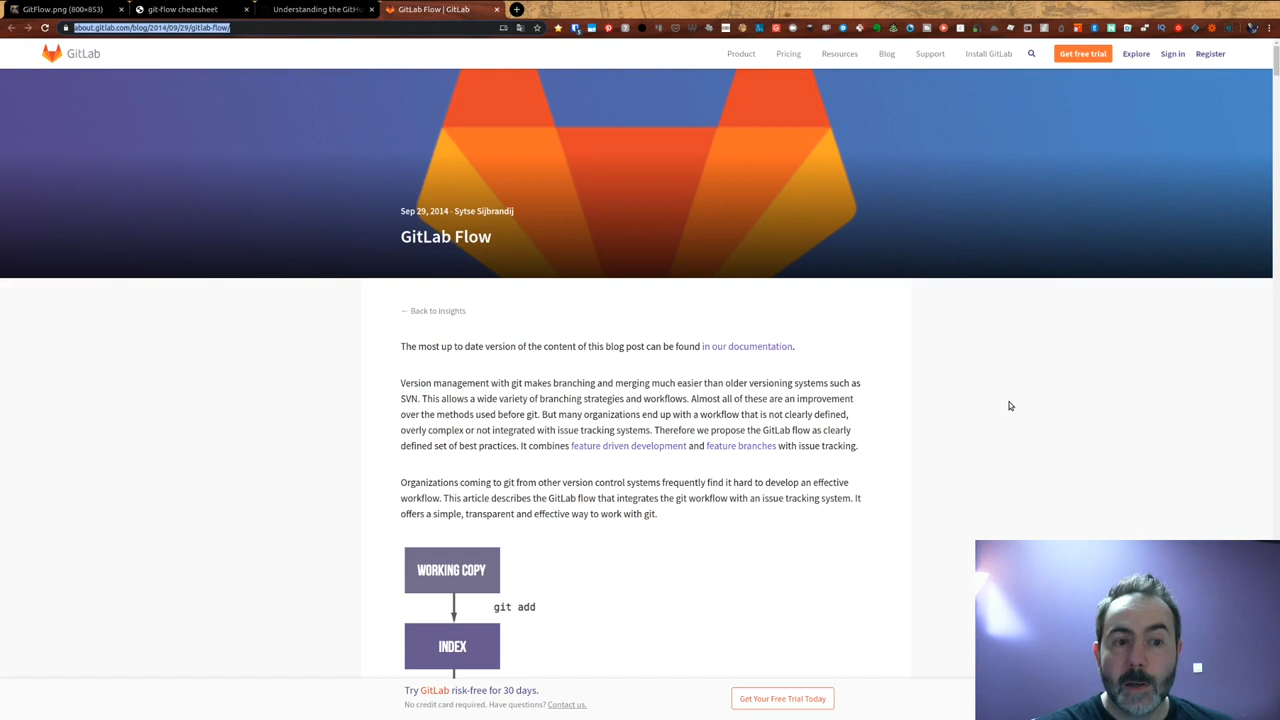 GitFlow.png (800×853)
git-flow cheatsheet
Understanding the GitHu
GitLab Flow | GitLab
about.gitlab.com/blog/2014/09/29/gitlab-flow/
GitLab
Product
Pricing
Resources
Blog
Support
Install GitLab
Get free trial
Explore
Sign in
Register
Sep 29, 2014 · Sytse Sijbrandij
GitLab Flow
← Back to insights
The most up to date version of the content of this blog post can be found in our documentation.
Version management with git makes branching and merging much easier than older versioning systems such as
SVN. This allows a wide variety of branching strategies and workflows. Almost all of these are an improvement
over the methods used before git. But many organizations end up with a workflow that is not clearly defined,
overly complex or not integrated with issue tracking systems. Therefore we propose the GitLab flow as clearly
defined set of best practices. It combines feature driven development and feature branches with issue tracking.
Organizations coming to git from other version control systems frequently find it hard to develop an effective
workflow. This article describes the GitLab flow that integrates the git workflow with an issue tracking system. It
offers a simple, transparent and effective way to work with git.
WORKING COPY
git add
INDEX
Try GitLab risk-free for 30 days.
No credit card required. Have questions? Contact us.
Get Your Free Trial Today